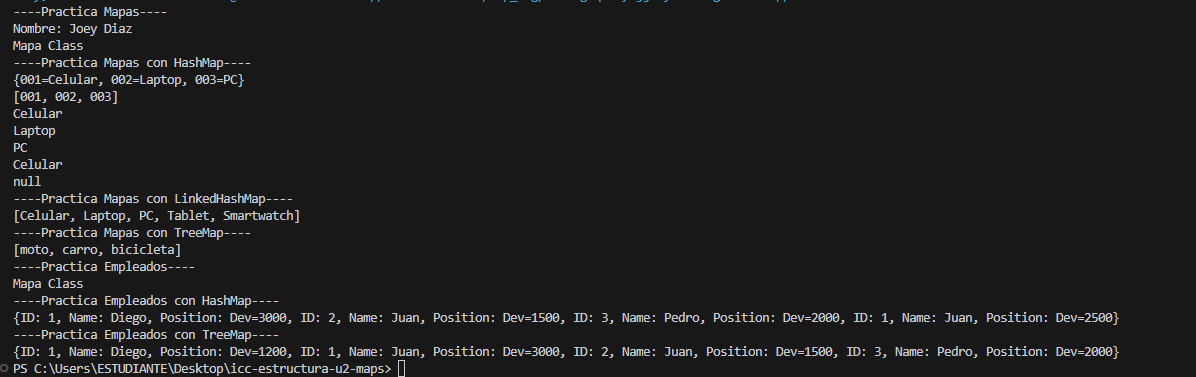 ----Practica Mapas----
Nombre: Joey Diaz
Mapa Class
----Practica Mapas con HashMap----
{001=Celular, 002=Laptop, 003=PC}
[001, 002, 003]
Celular
Laptop
PC
Celular
null
----Practica Mapas con LinkedHashMap----
[Celular, Laptop, PC, Tablet, Smartwatch]
----Practica Mapas con TreeMap----
[moto, carro, bicicleta]
----Practica Empleados----
Mapa Class
----Practica Empleados con HashMap----
{ID: 1, Name: Diego, Position: Dev=3000, ID: 2, Name: Juan, Position: Dev=1500, ID: 3, Name: Pedro, Position: Dev=2000, ID: 1, Name: Juan, Position: Dev=2500}
----Practica Empleados con TreeMap----
{ID: 1, Name: Diego, Position: Dev=1200, ID: 1, Name: Juan, Position: Dev=3000, ID: 2, Name: Juan, Position: Dev=1500, ID: 3, Name: Pedro, Position: Dev=2000}
PS C:\Users\ESTUDIANTE\Desktop\icc-estructura-u2-maps>